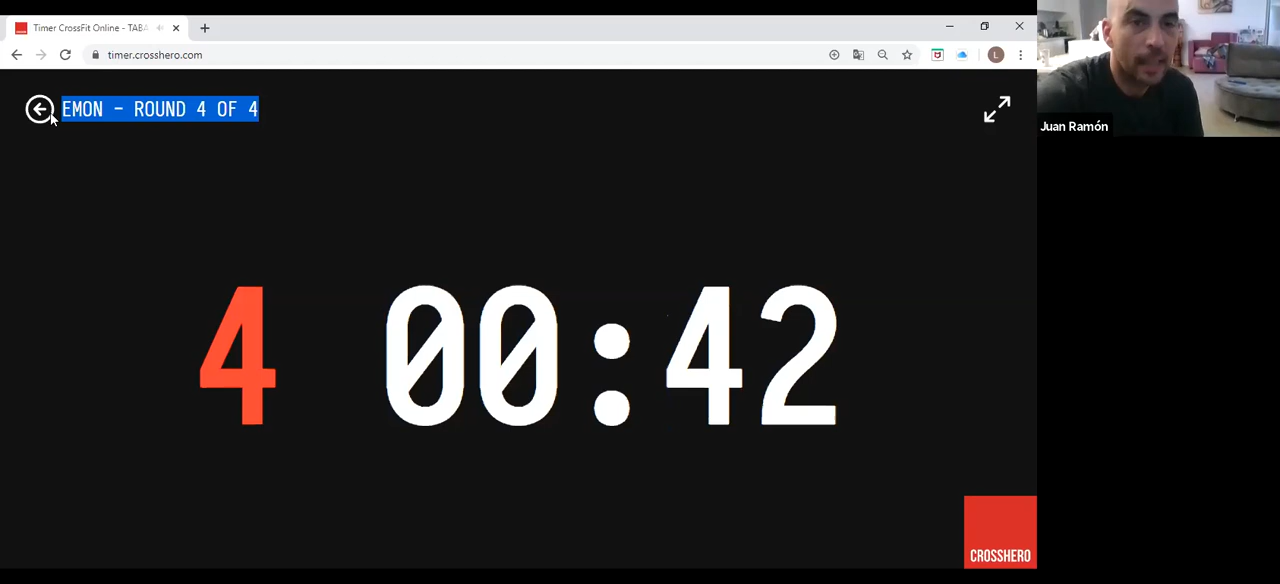 Timer CrossFit Online - TABA
timer.crosshero.com
L
EMON - ROUND 4 OF 4
4 00:42
CROSSHERO
Juan Ramón